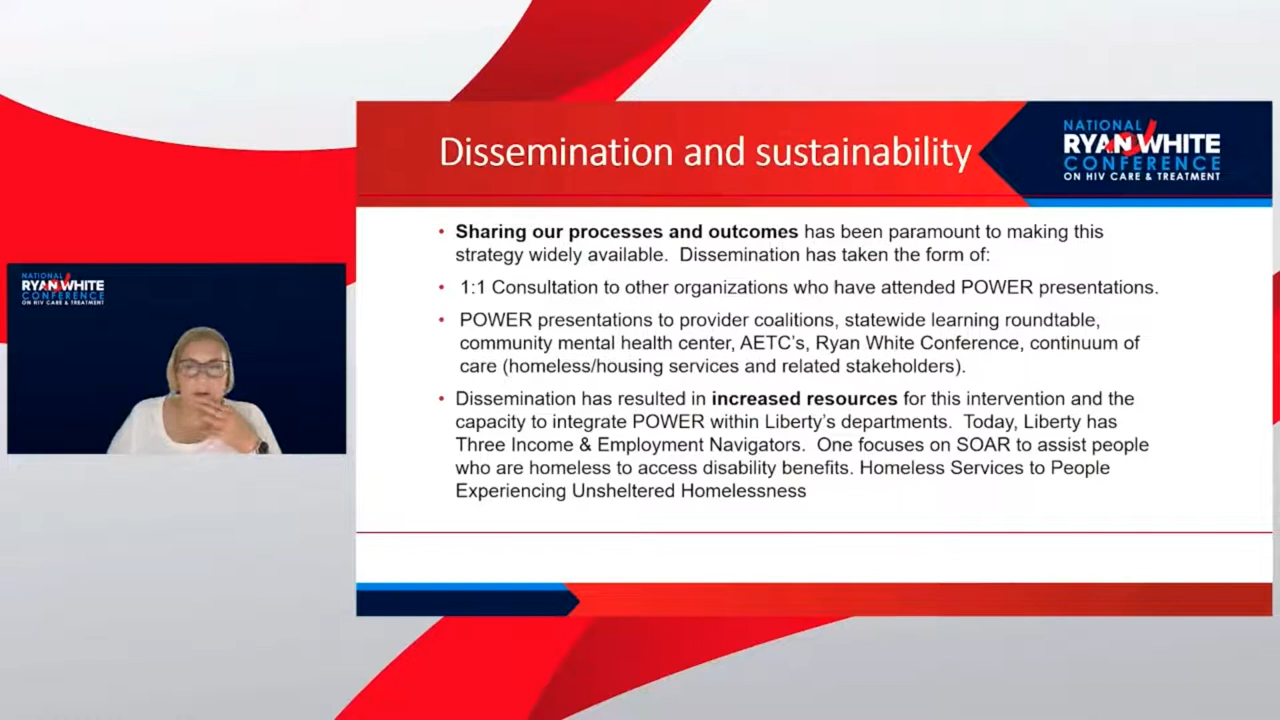 Dissemination and sustainability
NATIONAL
RYAN WHITE
CONFERENCE
ON HIV CARE & TREATMENT
• Sharing our processes and outcomes has been paramount to making this
strategy widely available.  Dissemination has taken the form of:
• 1:1 Consultation to other organizations who have attended POWER presentations.
• POWER presentations to provider coalitions, statewide learning roundtable,
community mental health center, AETC's, Ryan White Conference, continuum of
care (homeless/housing services and related stakeholders).
• Dissemination has resulted in increased resources for this intervention and the
capacity to integrate POWER within Liberty's departments.  Today, Liberty has
Three Income & Employment Navigators.  One focuses on SOAR to assist people
who are homeless to access disability benefits. Homeless Services to People
Experiencing Unsheltered Homelessness
NATIONAL
RYAN WHITE
CONFERENCE
ON HIV CARE & TREATMENT